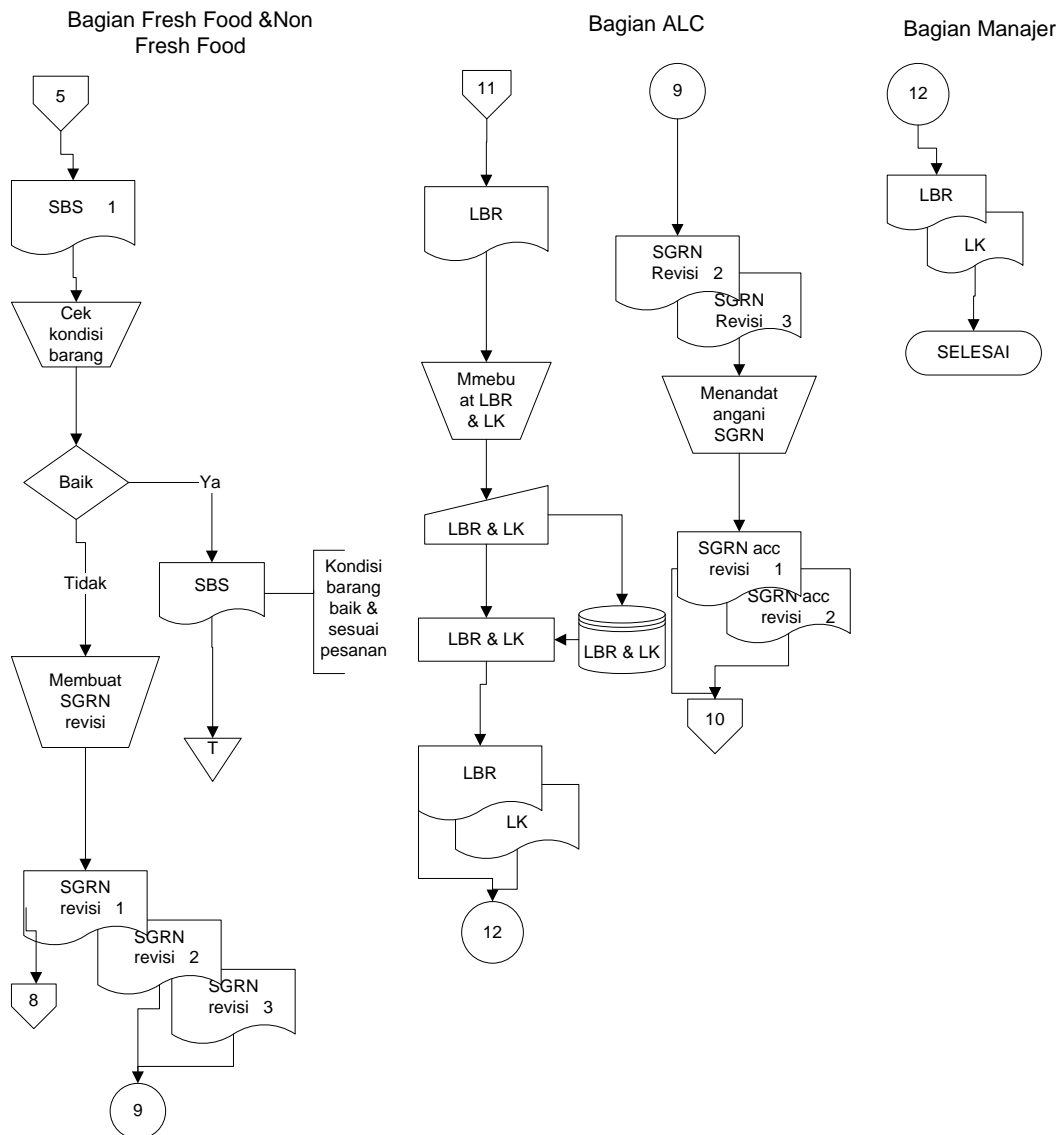 Bagian Fresh Food &Non
Fresh Food
5
SBS 1
Cek
kondisi
barang
Baik
Ya
Tidak
SBS
Kondisi
barang
baik &
sesuai
pesanan
T
Membuat
SGRN
revisi
SGRN
revisi 1
SGRN
revisi 2
SGRN
revisi 3
8
9
Bagian ALC
11
LBR
Mmebu
at LBR
& LK
LBR & LK
LBR & LK
LBR & LK
LBR
LK
12
9
SGRN
Revisi 2
SGRN
Revisi 3
Menandat
angani
SGRN
SGRN acc
revisi 1
SGRN acc
revisi 2
10
Bagian Manajer
12
LBR
LK
SELESAI